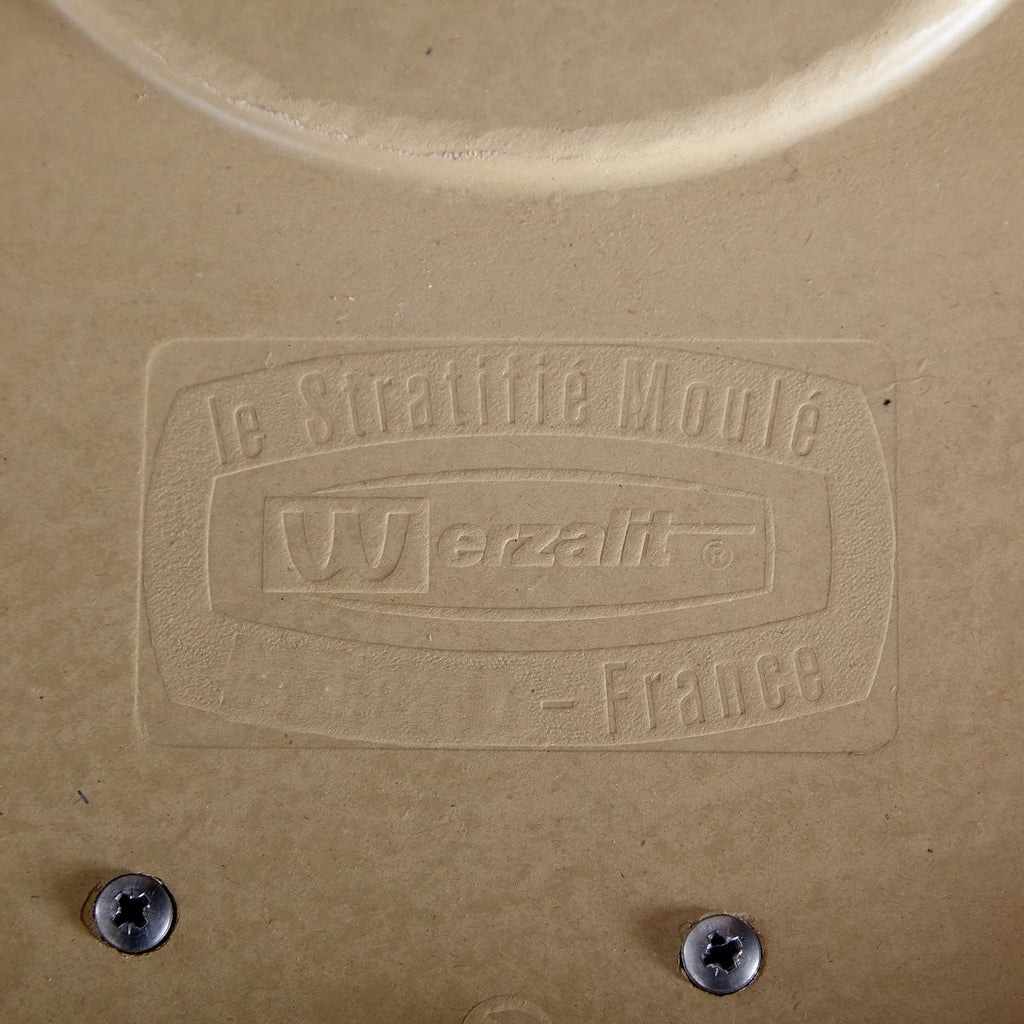 le Stratifié Moulé
Werzalit ®
- France